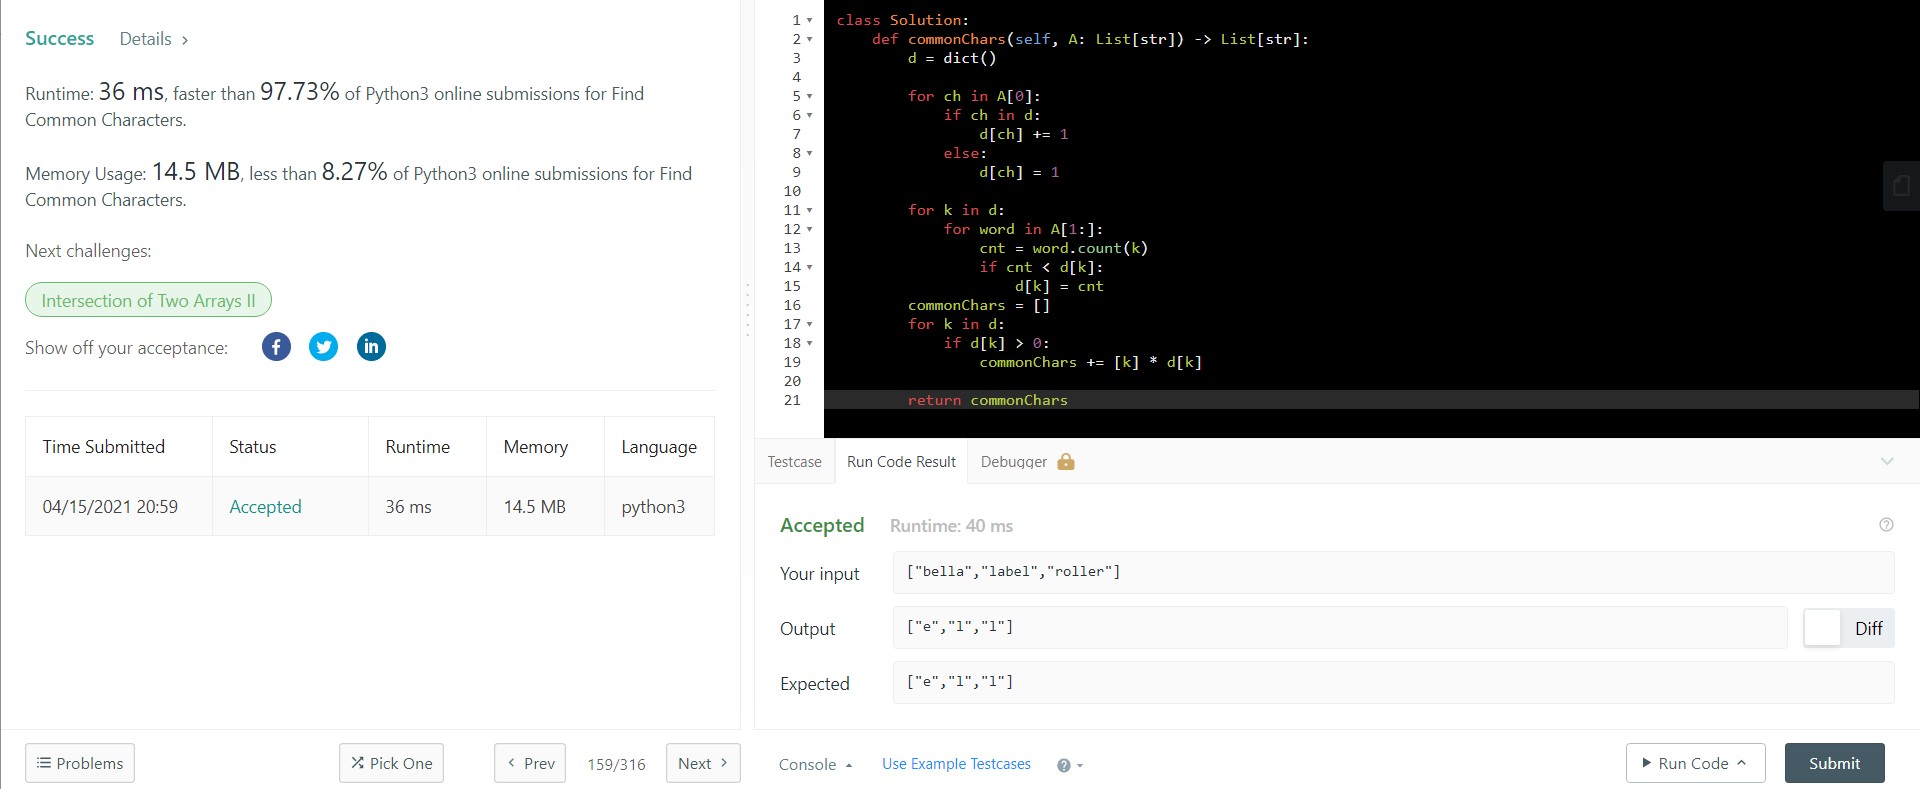 Success Details >
Runtime: 36 ms, faster than 97.73% of Python3 online submissions for Find
Common Characters.
Memory Usage: 14.5 MB, less than 8.27% of Python3 online submissions for Find
Common Characters.
Next challenges:
Intersection of Two Arrays II
Show off your acceptance:
Time Submitted Status Runtime Memory Language
04/15/2021 20:59 Accepted 36 ms 14.5 MB python3
Problems Pick One < Prev 159/316 Next >
1 class Solution:
2     def commonChars(self, A: List[str]) -> List[str]:
3         d = dict()
4
5         for ch in A[0]:
6             if ch in d:
7                 d[ch] += 1
8             else:
9                 d[ch] = 1
10
11         for k in d:
12             for word in A[1:]:
13                 cnt = word.count(k)
14                 if cnt < d[k]:
15                     d[k] = cnt
16         commonChars = []
17         for k in d:
18             if d[k] > 0:
19                 commonChars += [k] * d[k]
20
21         return commonChars
Testcase Run Code Result Debugger
Accepted Runtime: 40 ms
Your input ["bella","label","roller"]
Output ["e","l","l"] Diff
Expected ["e","l","l"]
Console Use Example Testcases Run Code Submit